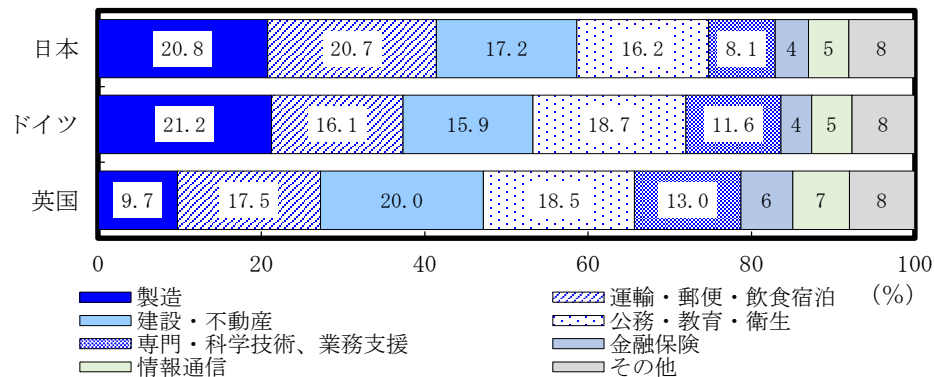 日本 20.8 20.7 17.2 16.2 8.1 4 5 8
ドイツ 21.2 16.1 15.9 18.7 11.6 4 5 8
英国 9.7 17.5 20.0 18.5 13.0 6 7 8
0 20 40 60 80 100
(%)
製造 運輸・郵便・飲食宿泊
建設・不動産 公務・教育・衛生
専門・科学技術、業務支援 金融保険
情報通信 その他